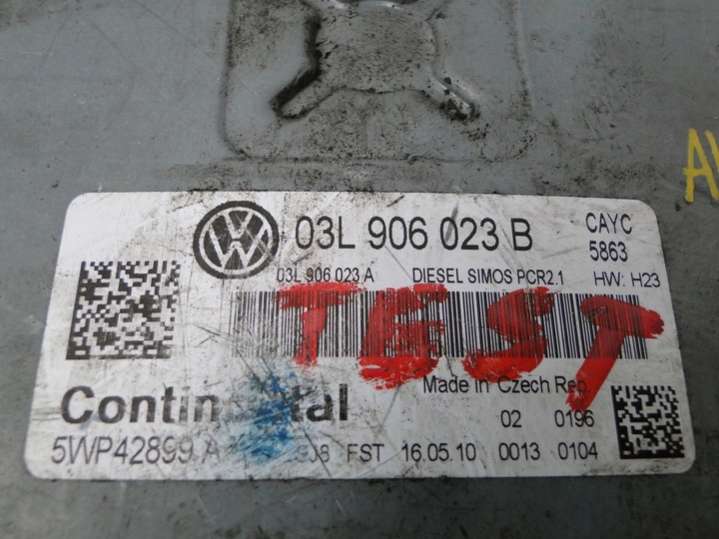 03L 906 023 B CAYC
5863
03L 906 023 A DIESEL SIMOS PCR2.1 HW: H23
TEST
Made in Czech Rep.
02 0196
5WP42899 A FST 16.05.10 0013 0104